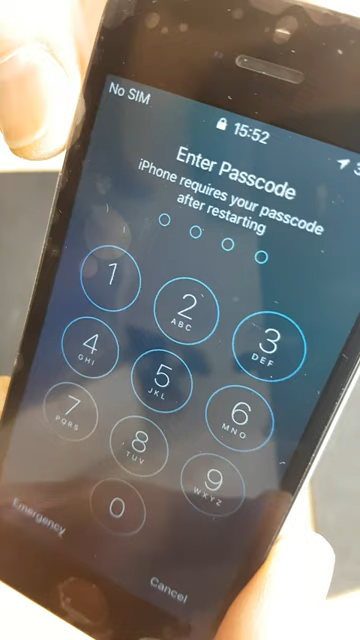 No SIM
15:52
3
Enter Passcode
iPhone requires your passcode
after restarting
1
2
ABC
3
DEF
4
GHI
5
JKL
6
MNO
7
PQRS
8
TUV
9
WXYZ
0
Emergency
Cancel